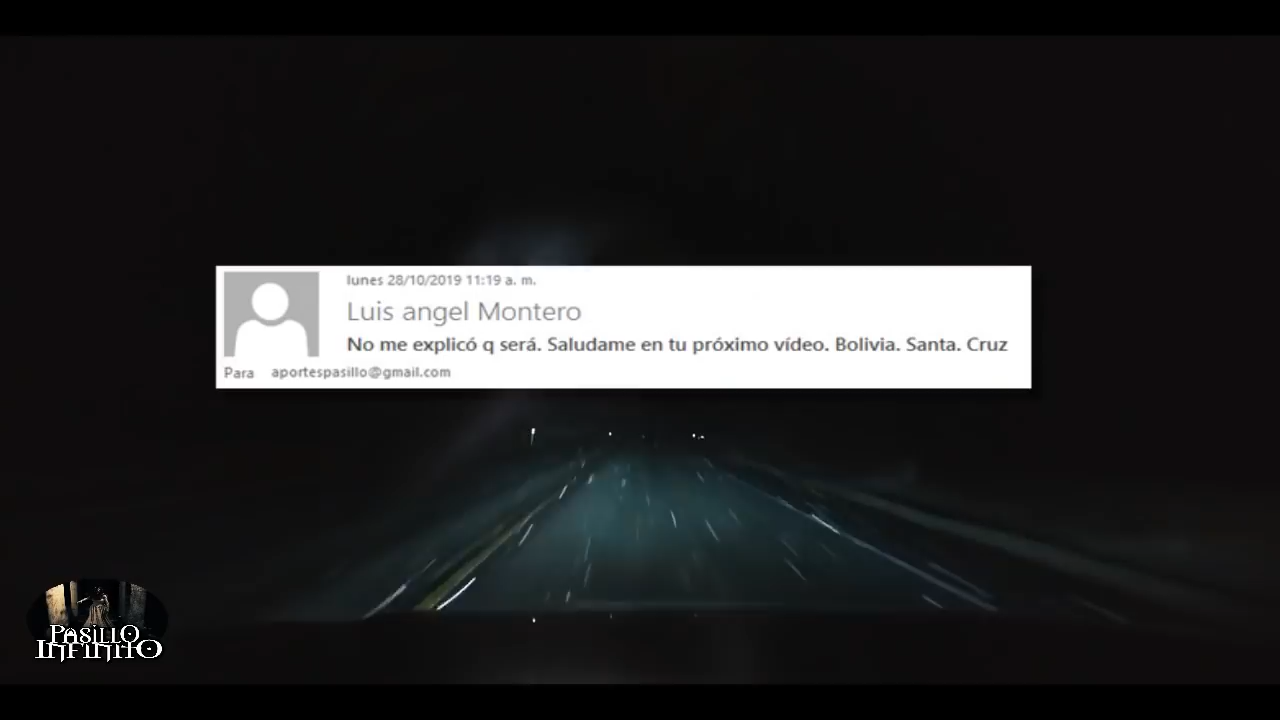 lunes 28/10/2019 11:19 a. m.
Luis angel Montero
No me explicó q será. Saludame en tu próximo vídeo. Bolivia. Santa. Cruz
Para aportespasillo@gmail.com
PASILLO
INFINITO